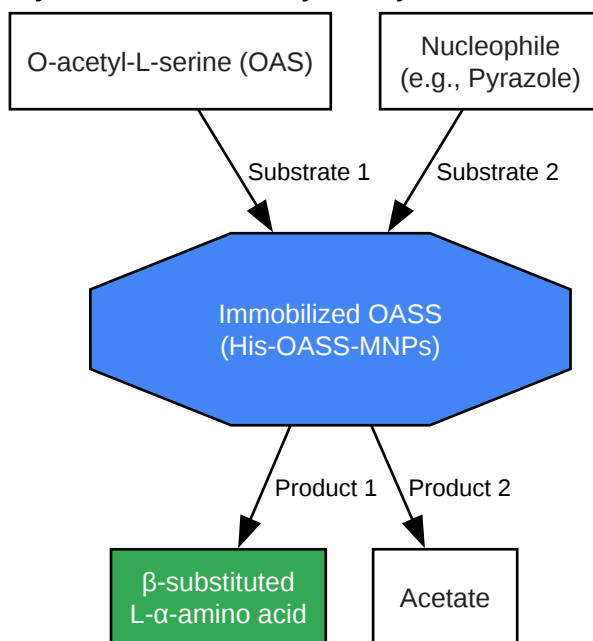 O-acetyl-L-serine (OAS)
Nucleophile
(e.g., Pyrazole)
Substrate 1
Substrate 2
Immobilized OASS
(His-OASS-MNPs)
Product 1
Product 2
β-substituted
L-α-amino acid
Acetate